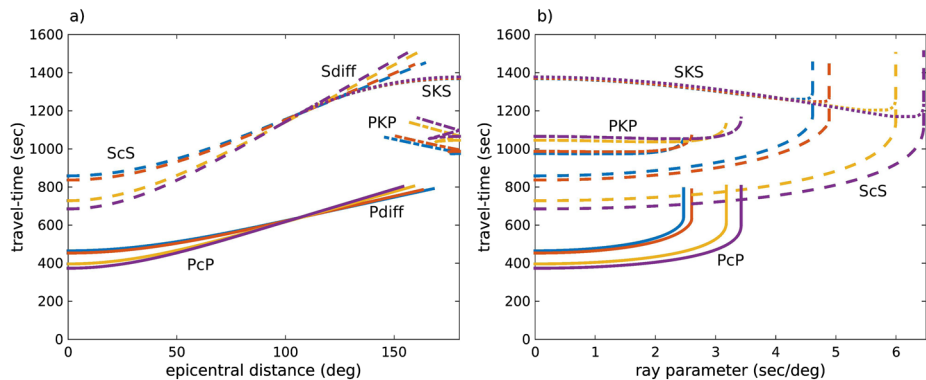 a)
1600
1400
1200
1000
800
600
400
200
0
travel-time (sec)
0
50
100
150
epicentral distance (deg)
Sdiff
SKS
PKP
ScS
Pdiff
PcP
b)
1600
1400
1200
1000
800
600
400
200
0
travel-time (sec)
0
1
2
3
4
5
6
ray parameter (sec/deg)
SKS
PKP
ScS
PcP